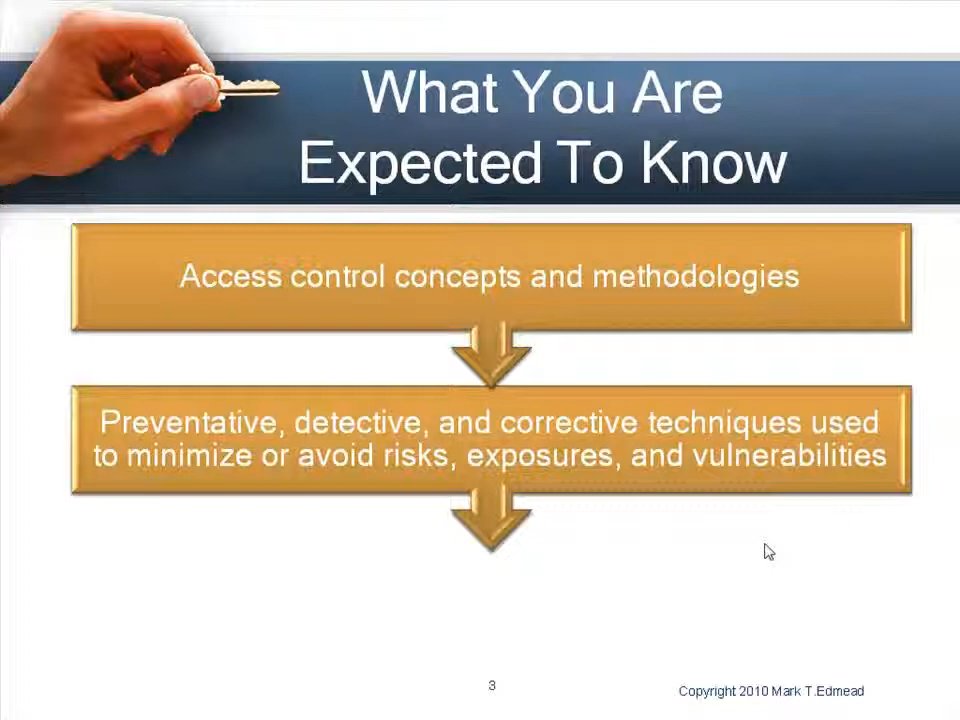 What You Are
Expected To Know
Access control concepts and methodologies
Preventative, detective, and corrective techniques used
to minimize or avoid risks, exposures, and vulnerabilities
3
Copyright 2010 Mark T.Edmead